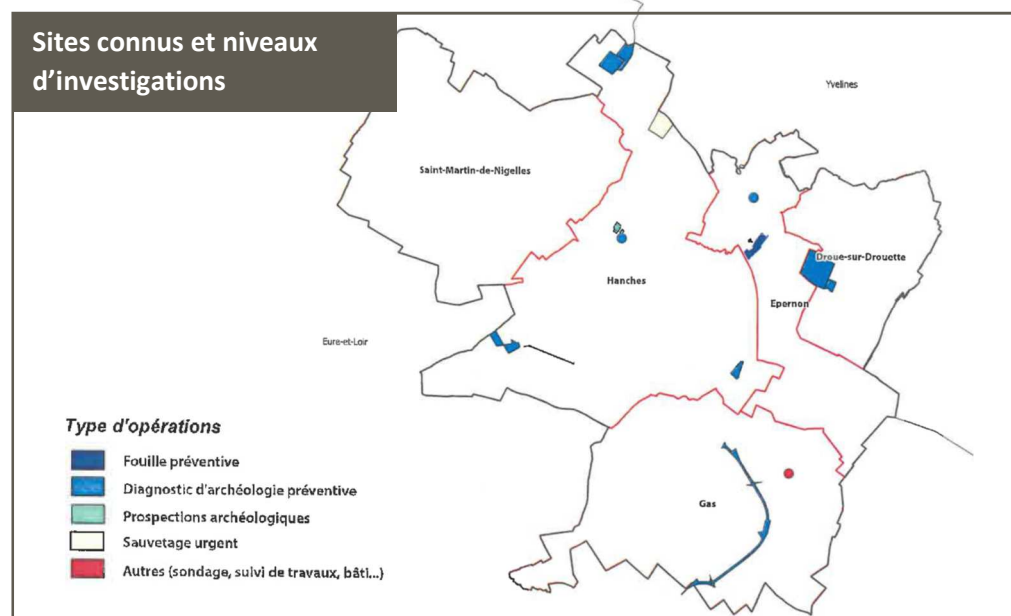 Sites connus et niveaux
d’investigations
Yvelines
Saint-Martin-de-Nigelles
Droue-sur-Drouette
Hanches
Epernon
Eure-et-Loir
Type d'opérations
Fouille préventive
Diagnostic d'archéologie préventive
Prospections archéologiques
Sauvetage urgent
Autres (sondage, suivi de travaux, bâti...)
Gas